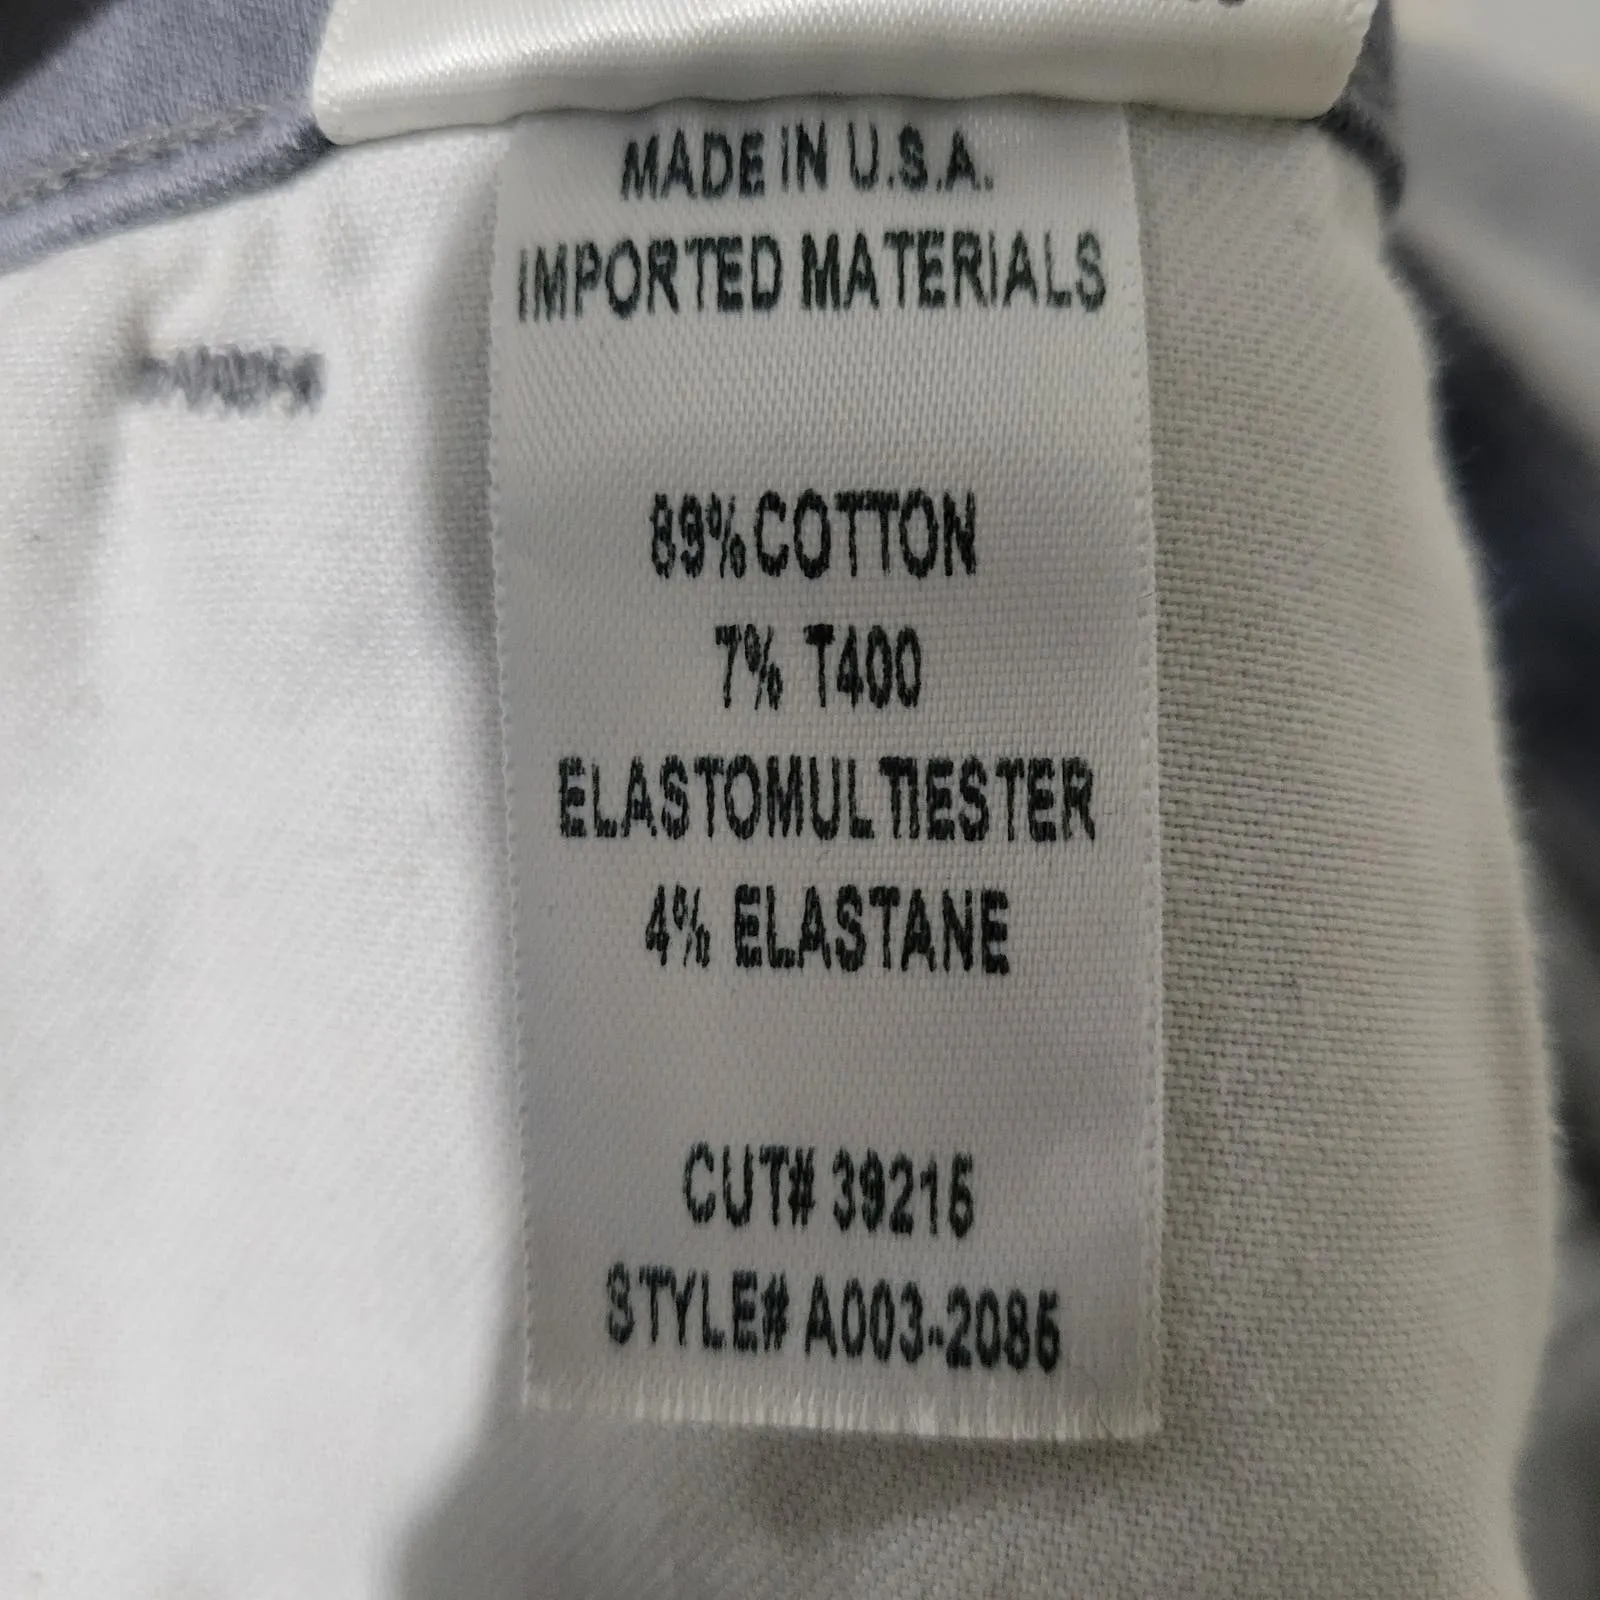 MADE IN U.S.A.
IMPORTED MATERIALS
89% COTTON
7% T400
ELASTOMULTIESTER
4% ELASTANE
CUT# 39215
STYLE# A003-2085